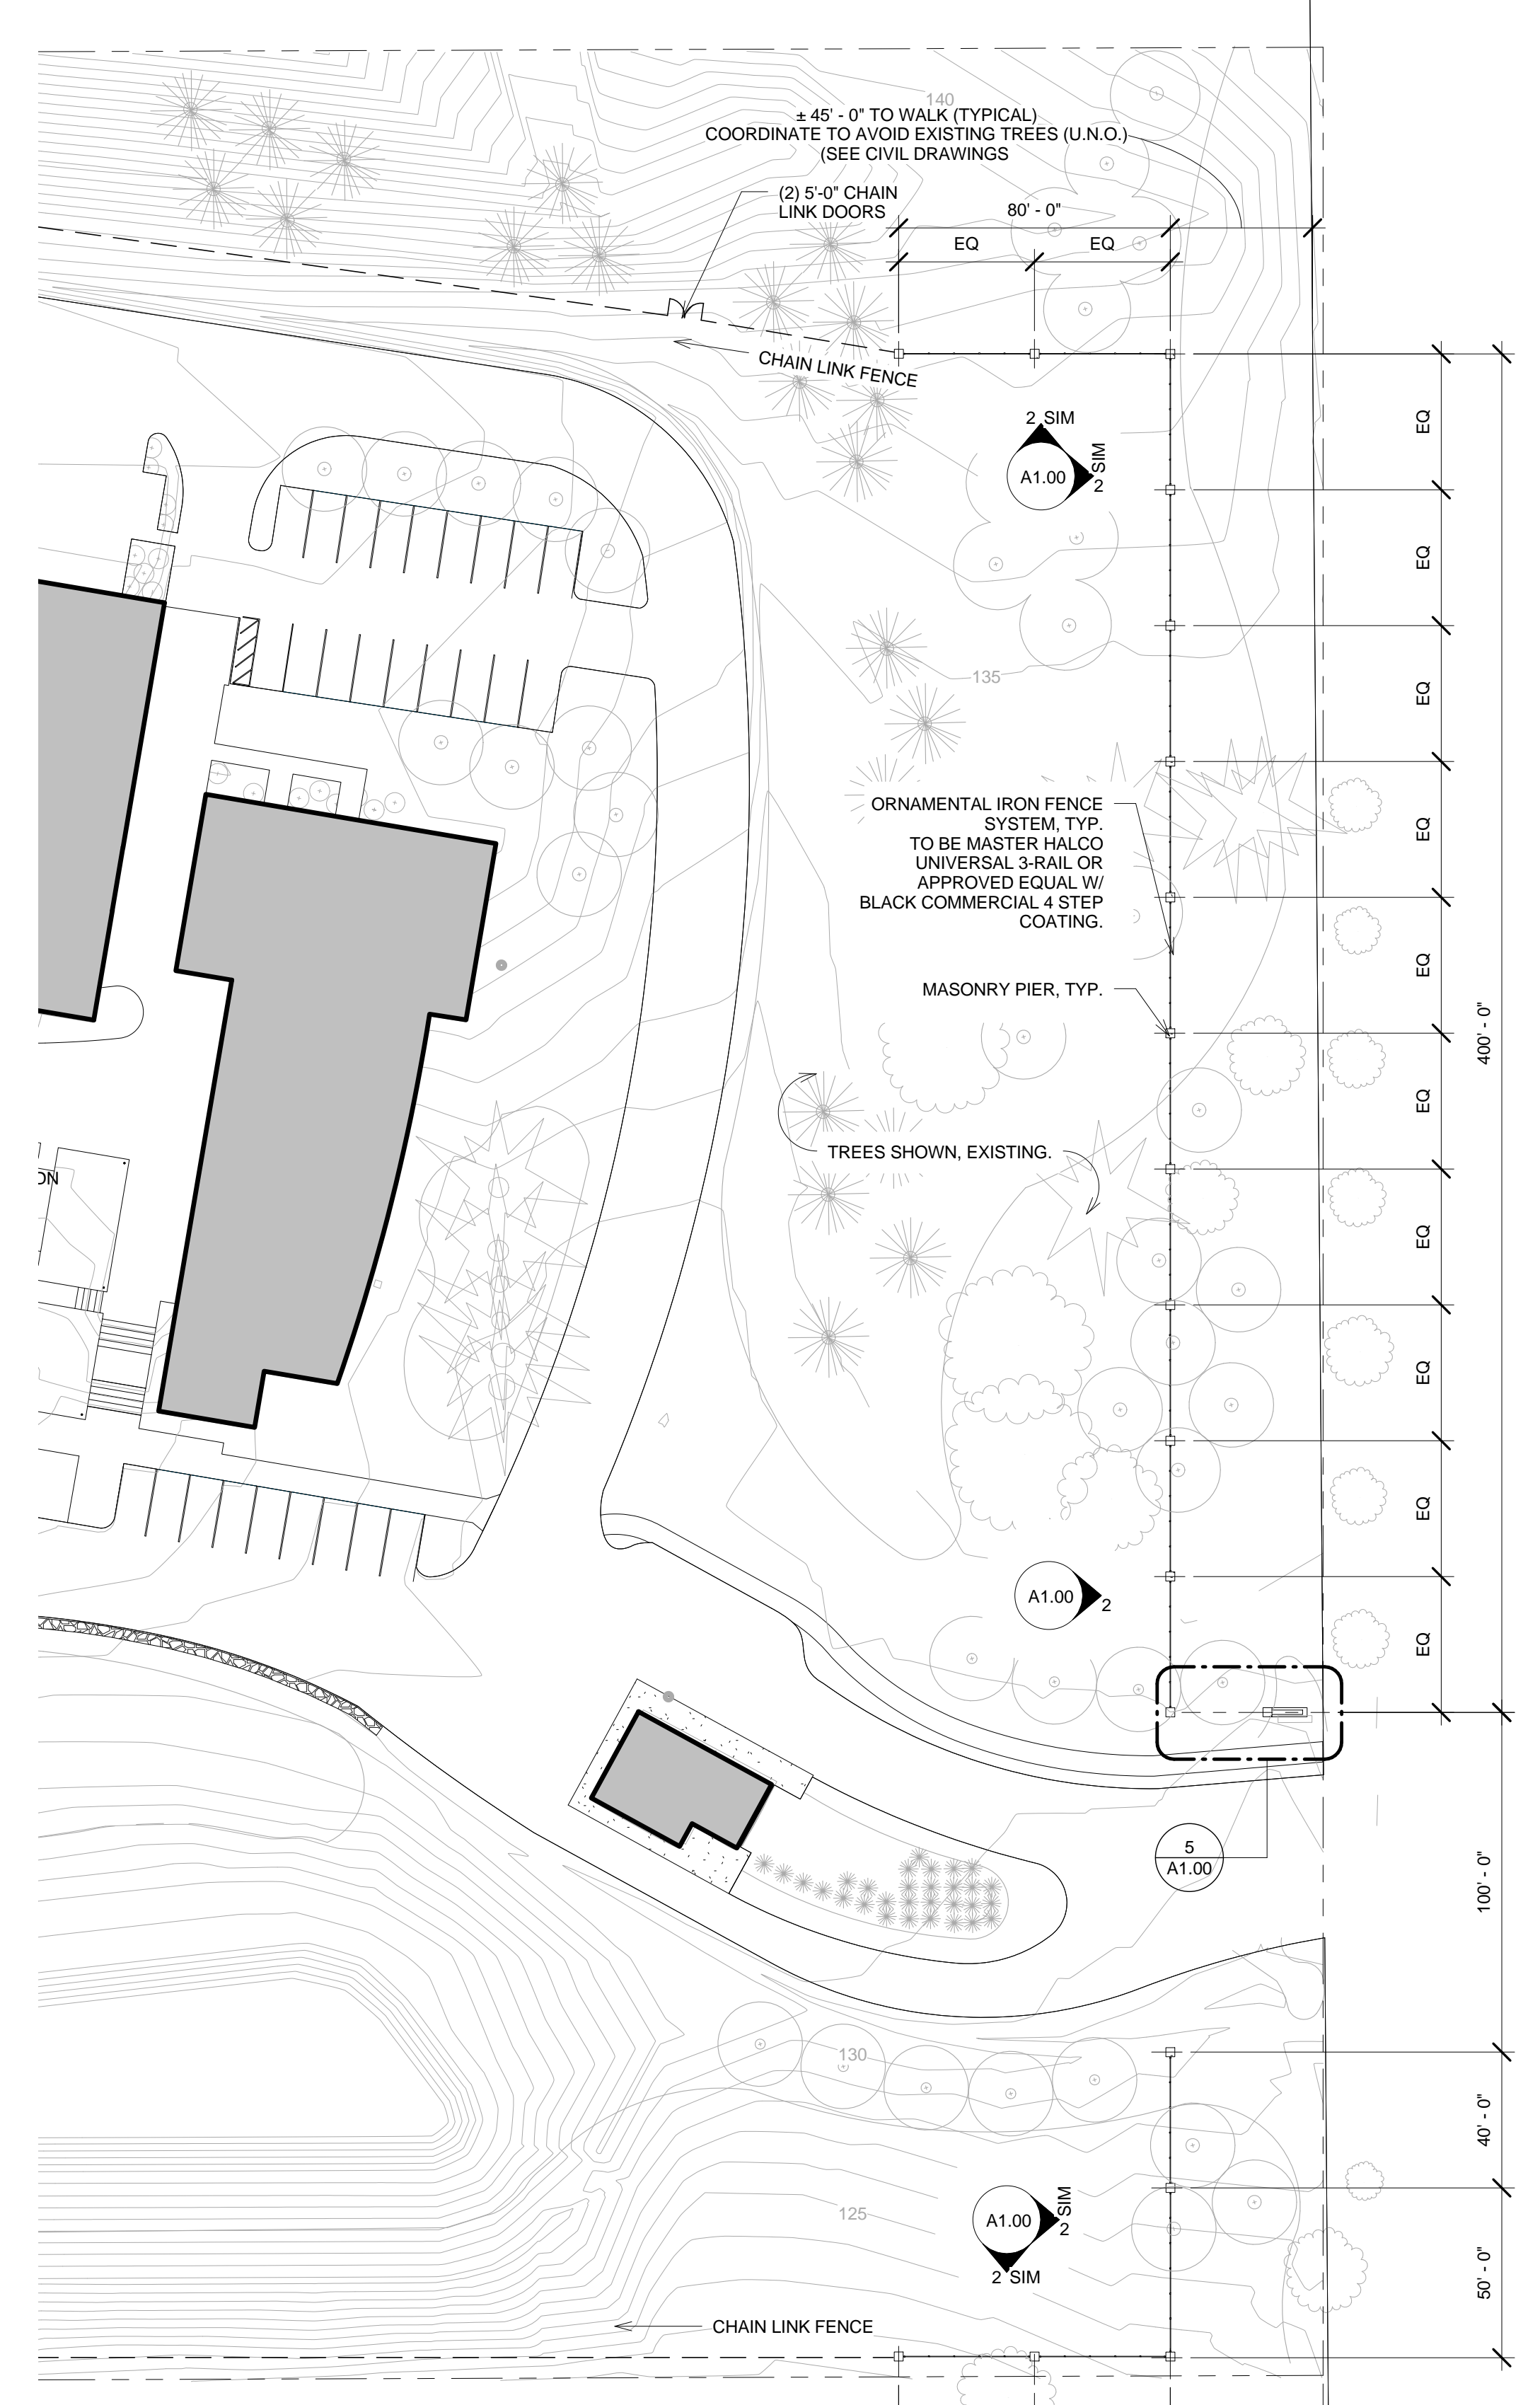 140
± 45' - 0" TO WALK (TYPICAL)
COORDINATE TO AVOID EXISTING TREES (U.N.O.)
(SEE CIVIL DRAWINGS
(2) 5'-0" CHAIN
LINK DOORS
80' - 0"
EQ
EQ
CHAIN LINK FENCE
2 SIM
A1.00
SIM
2
EQ
EQ
135
EQ
EQ
ORNAMENTAL IRON FENCE
SYSTEM, TYP.
TO BE MASTER HALCO
UNIVERSAL 3-RAIL OR
APPROVED EQUAL W/
BLACK COMMERCIAL 4 STEP
COATING.
EQ
MASONRY PIER, TYP.
400' - 0"
EQ
TREES SHOWN, EXISTING.
ON
EQ
EQ
EQ
A1.00
2
EQ
5
A1.00
100' - 0"
130
40' - 0"
125
A1.00
SIM
2
2 SIM
50' - 0"
CHAIN LINK FENCE